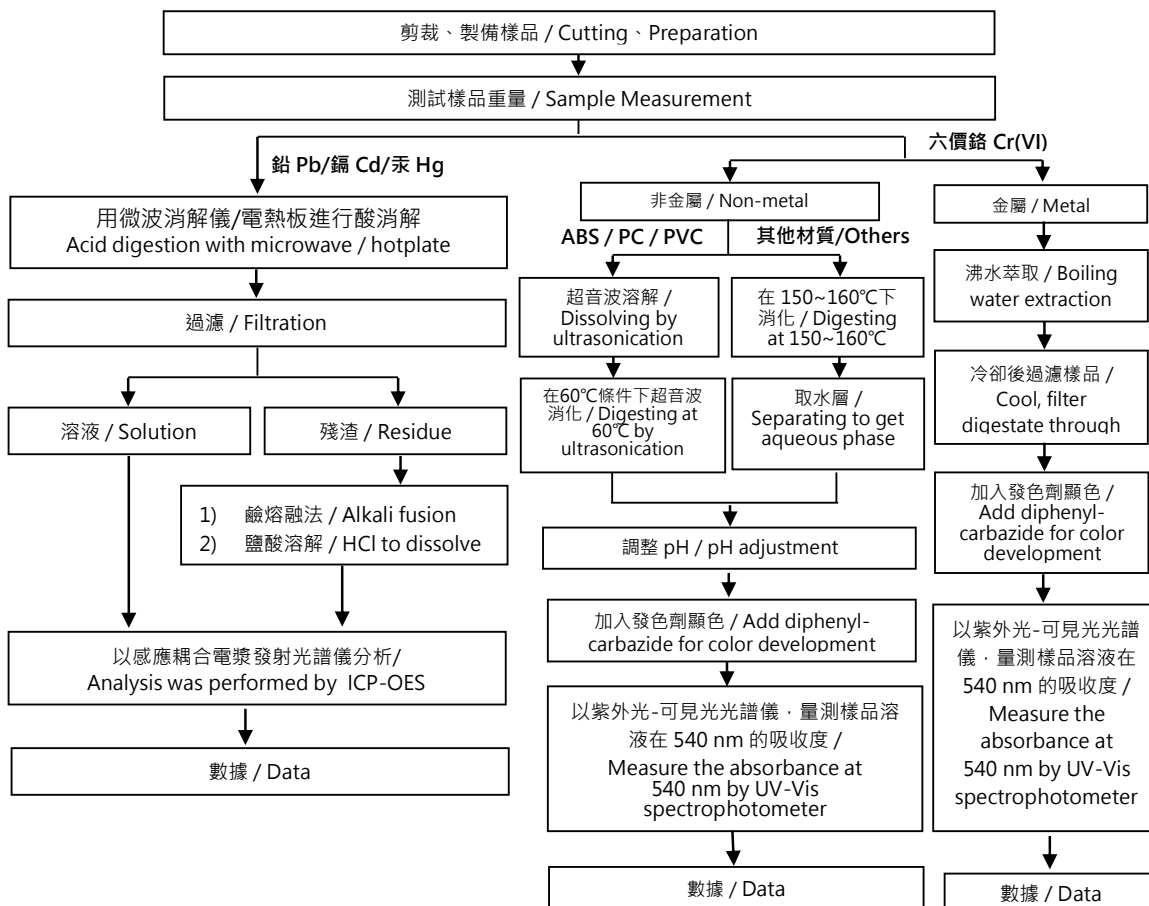 剪裁、製備樣品 / Cutting、Preparation
測試樣品重量 / Sample Measurement
鉛 Pb/鎘 Cd/汞 Hg
用微波消解儀/電熱板進行酸消解
Acid digestion with microwave / hotplate
過濾 / Filtration
溶液 / Solution
殘渣 / Residue
1) 鹼熔融法 / Alkali fusion
2) 鹽酸溶解 / HCl to dissolve
以感應耦合電漿發射光譜儀分析/
Analysis was performed by ICP-OES
數據 / Data
六價鉻 Cr(VI)
非金屬 / Non-metal
ABS / PC / PVC
超音波溶解 /
Dissolving by
ultrasonication
在60℃條件下超音波
消化 / Digesting at
60℃ by
ultrasonication
其他材質/Others
在 150~160℃下
消化 / Digesting
at 150~160℃
取水層 /
Separating to get
aqueous phase
調整 pH / pH adjustment
加入發色劑顯色 / Add diphenyl-
carbazide for color development
以紫外光-可見光光譜儀，量測樣品溶
液在 540 nm 的吸收度 /
Measure the absorbance at
540 nm by UV-Vis
spectrophotometer
數據 / Data
金屬 / Metal
沸水萃取 / Boiling
water extraction
冷卻後過濾樣品 /
Cool, filter
digestate through
加入發色劑顯色 /
Add diphenyl-
carbazide for color
development
以紫外光-可見光光譜
儀，量測樣品溶液在
540 nm 的吸收度 /
Measure the
absorbance at
540 nm by UV-Vis
spectrophotometer
數據 / Data